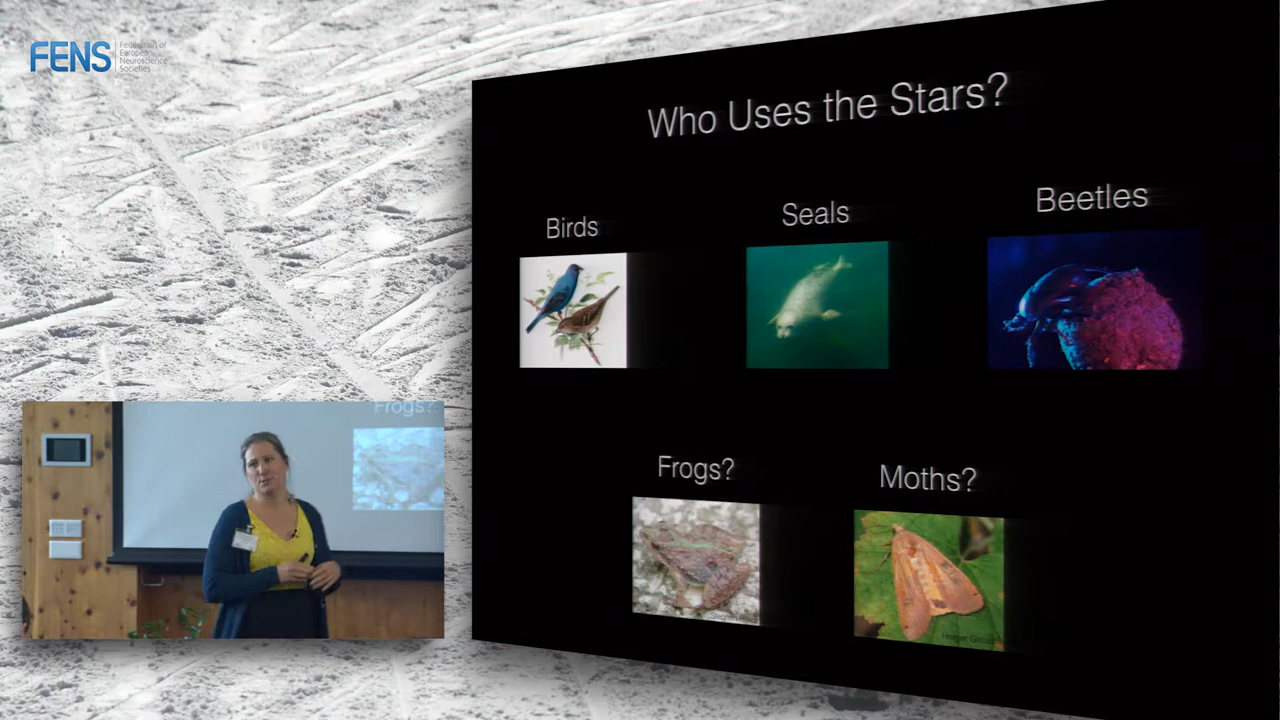 FENS
Federation of
European
Neuroscience
Societies
Who Uses the Stars?
Birds
Seals
Beetles
Frogs?
Moths?
Frogs?